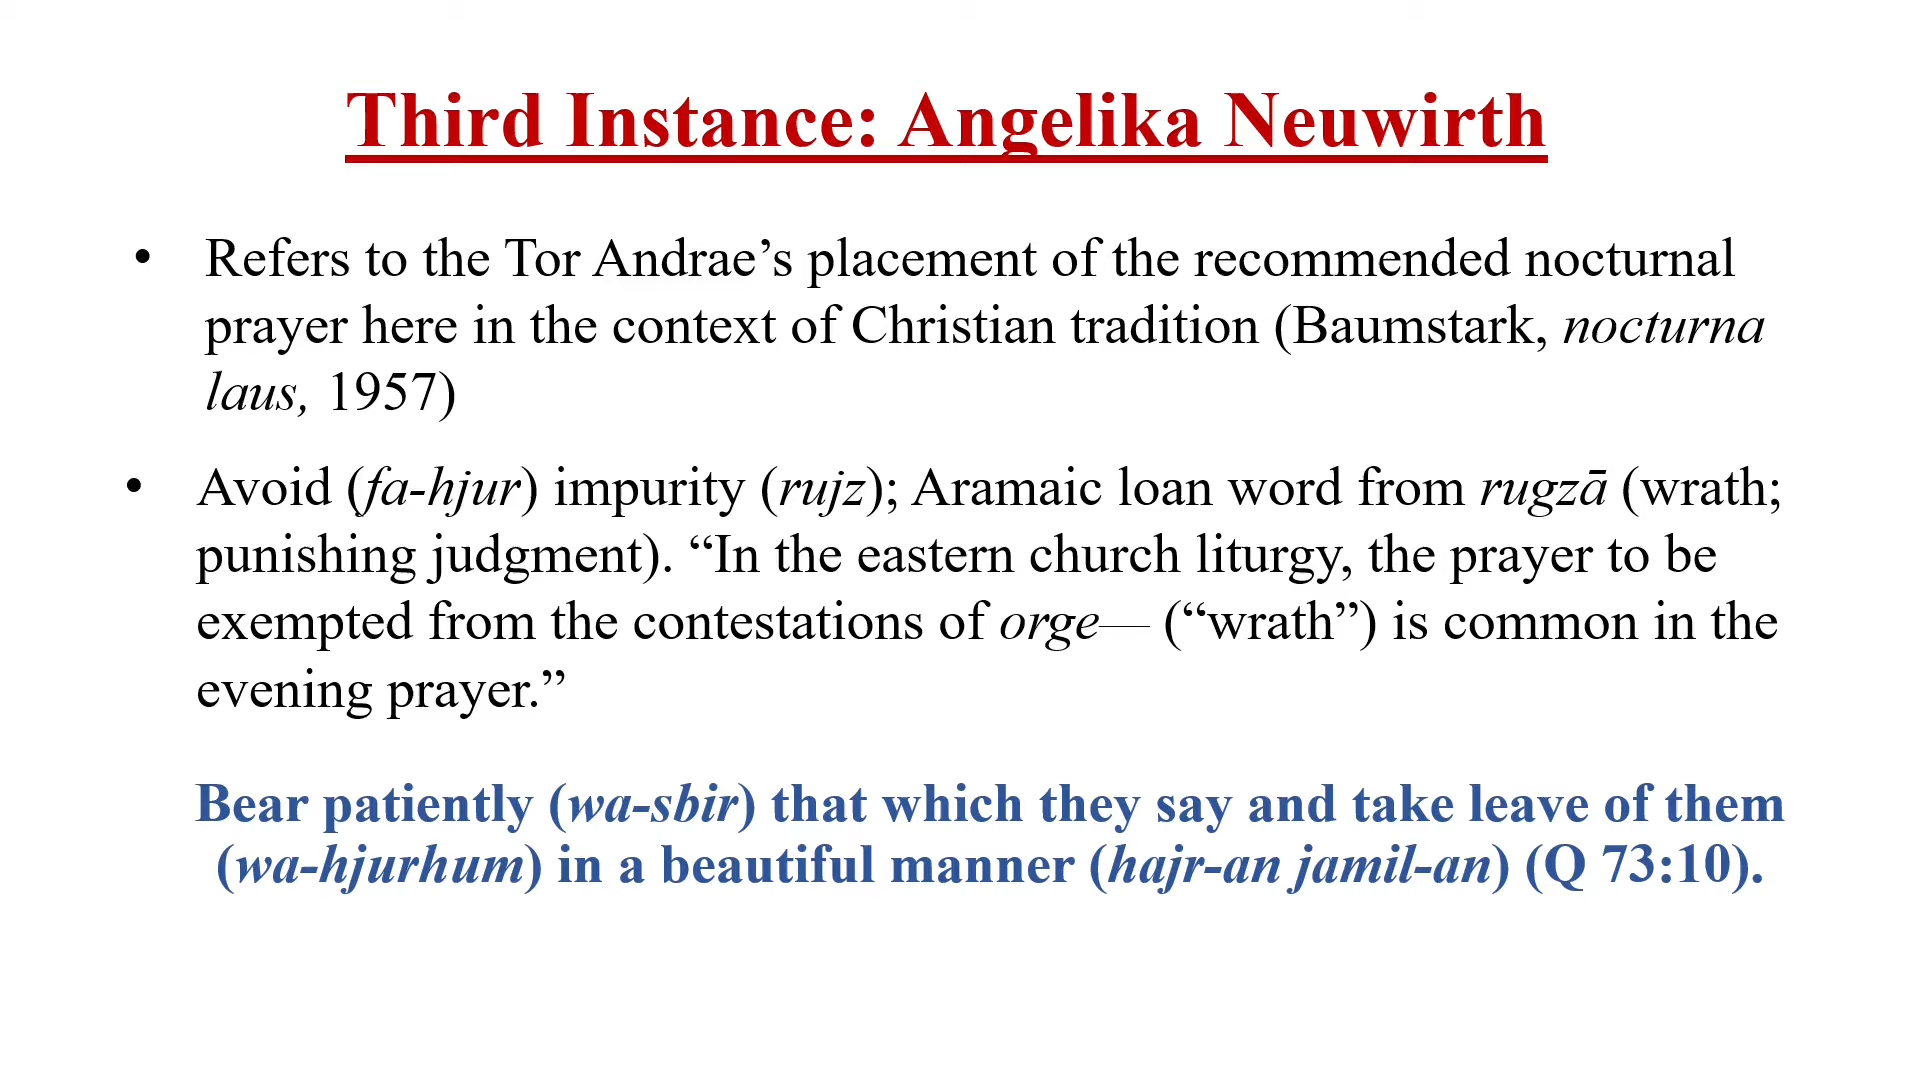 Third Instance: Angelika Neuwirth
• Refers to the Tor Andrae’s placement of the recommended nocturnal
prayer here in the context of Christian tradition (Baumstark, nocturna
laus, 1957)
• Avoid (fa-hjur) impurity (rujz); Aramaic loan word from rugzā (wrath;
punishing judgment). “In the eastern church liturgy, the prayer to be
exempted from the contestations of orge— (“wrath”) is common in the
evening prayer.”
Bear patiently (wa-sbir) that which they say and take leave of them
(wa-hjurhum) in a beautiful manner (hajr-an jamil-an) (Q 73:10).